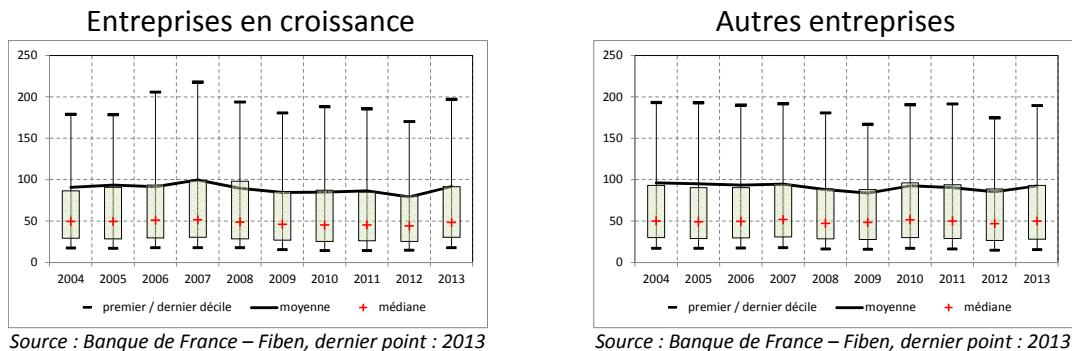 Entreprises en croissance
250
200
150
100
50
0
2004 2005 2006 2007 2008 2009 2010 2011 2012 2013
premier / dernier décile moyenne médiane
Source : Banque de France – Fiben, dernier point : 2013
Autres entreprises
250
200
150
100
50
0
2004 2005 2006 2007 2008 2009 2010 2011 2012 2013
premier / dernier décile moyenne médiane
Source : Banque de France – Fiben, dernier point : 2013